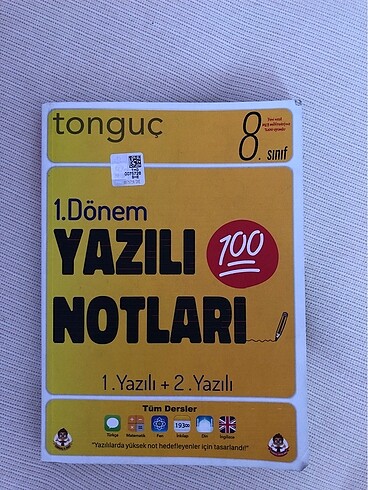 tonguç
8. sınıf
1.Dönem
YAZILI
100
NOTLARI
1.Yazılı + 2.Yazılı
Tüm Dersler
Türkçe Matematik Fen İnkılap Din İngilizce
"Yazılılarda yüksek not hedefleyenler için tasarlandı!"